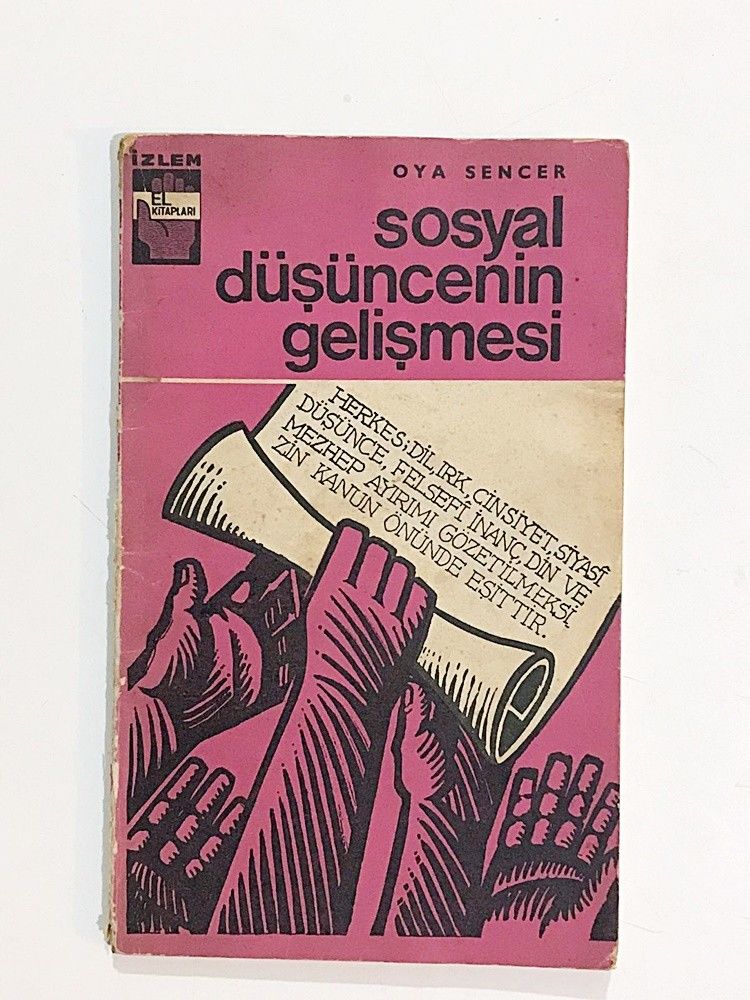 İZLEM
EL
KİTAPLARI
OYA SENCER
sosyal
düşüncenin
gelişmesi
HERKES; DİL, IRK, CİNSİYET, SİYASÎ
DÜŞÜNCE, FELSEFÎ İNANÇ, DİN VE
MEZHEP AYIRIMI GÖZETİLMEKSİ_
ZİN KANUN ÖNÜNDE EŞİTTİR.